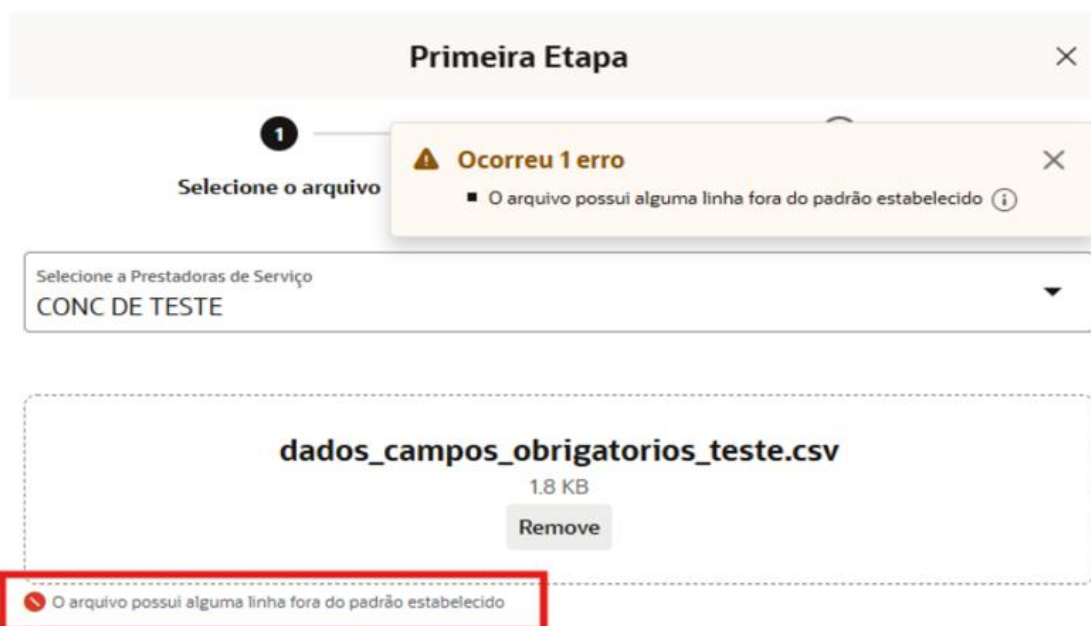 Primeira Etapa
1
Selecione o arquivo
Ocorreu 1 erro
O arquivo possui alguma linha fora do padrão estabelecido
Selecione a Prestadoras de Serviço
CONC DE TESTE
dados_campos_obrigatorios_teste.csv
1.8 KB
Remove
O arquivo possui alguma linha fora do padrão estabelecido